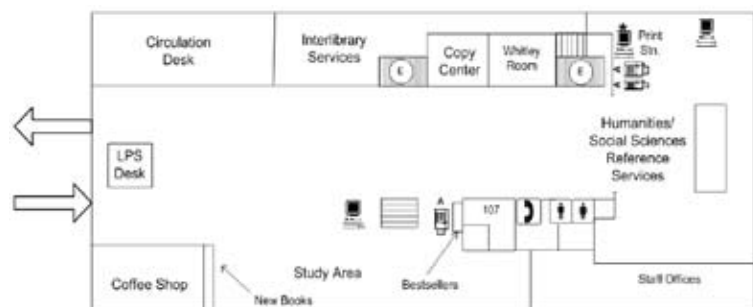 Circulation
Desk
Interlibrary
Services
E
Copy
Center
Whitley
Room
E
Print
Stn.
A
A
Humanities/
Social Sciences
Reference
Services
LPS
Desk
A
107
Coffee Shop
New Books
Study Area
Bestsellers
Staff Offices